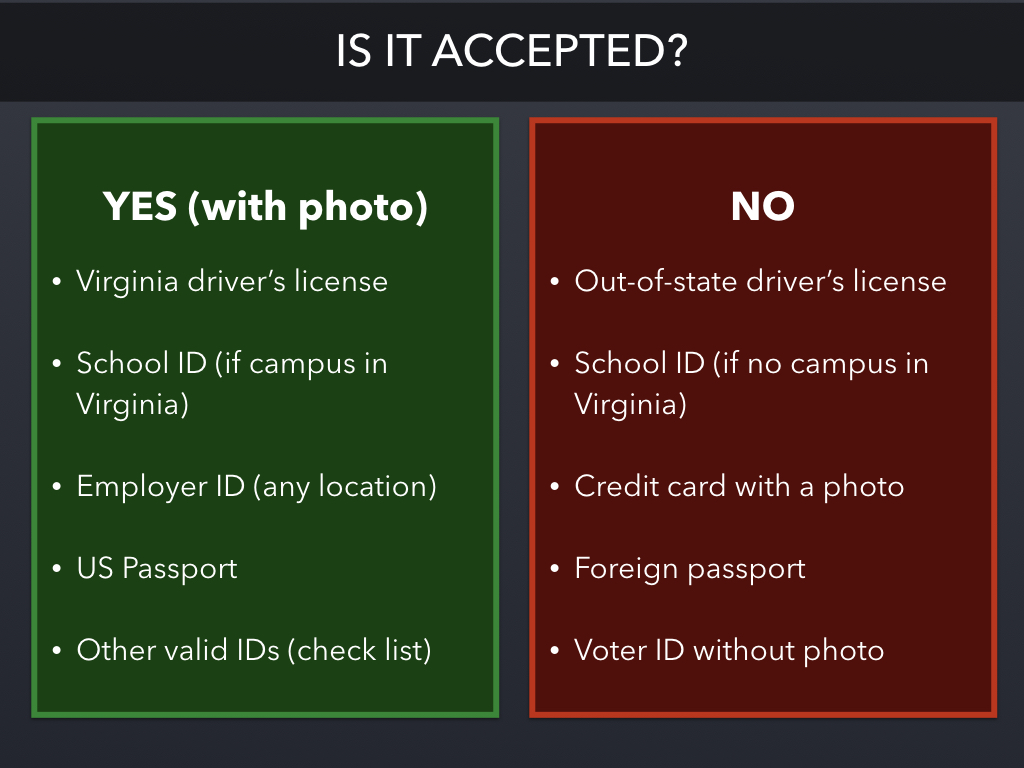 IS IT ACCEPTED?
YES (with photo)
• Virginia driver’s license
• School ID (if campus in
Virginia)
• Employer ID (any location)
• US Passport
• Other valid IDs (check list)
NO
• Out-of-state driver’s license
• School ID (if no campus in
Virginia)
• Credit card with a photo
• Foreign passport
• Voter ID without photo